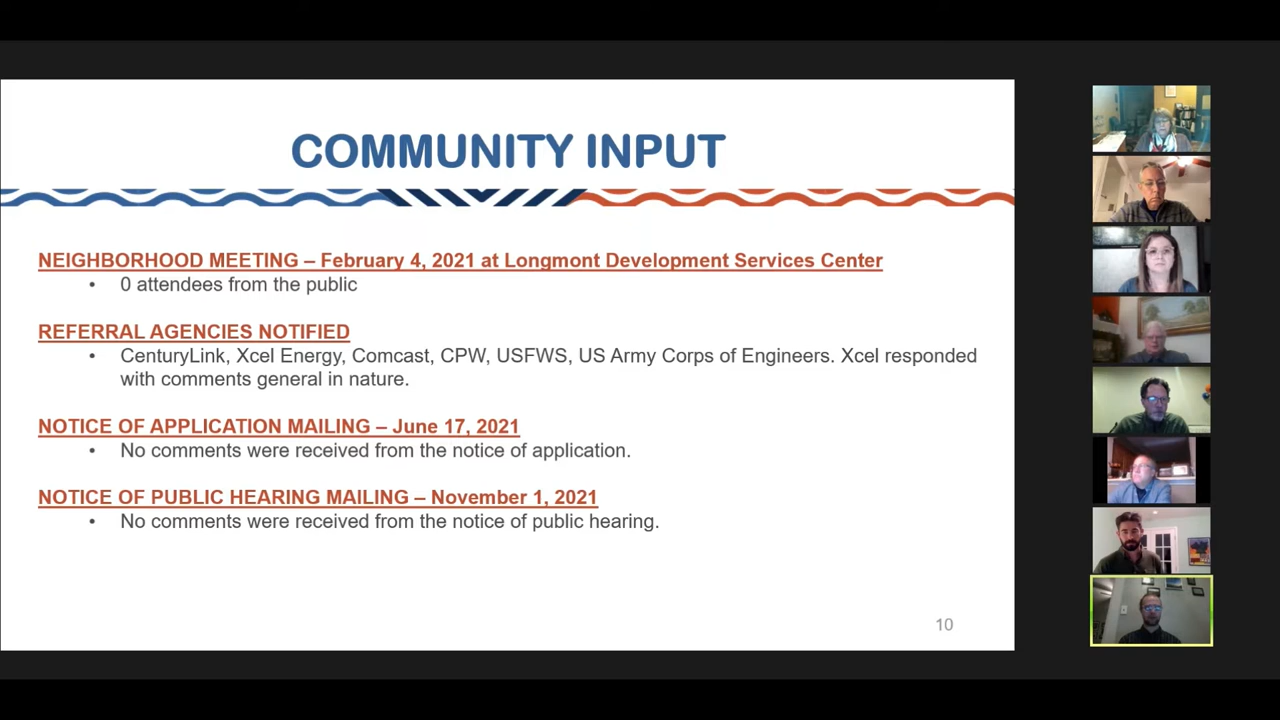 COMMUNITY INPUT
NEIGHBORHOOD MEETING – February 4, 2021 at Longmont Development Services Center
• 0 attendees from the public
REFERRAL AGENCIES NOTIFIED
• CenturyLink, Xcel Energy, Comcast, CPW, USFWS, US Army Corps of Engineers. Xcel responded
with comments general in nature.
NOTICE OF APPLICATION MAILING – June 17, 2021
• No comments were received from the notice of application.
NOTICE OF PUBLIC HEARING MAILING – November 1, 2021
• No comments were received from the notice of public hearing.
10